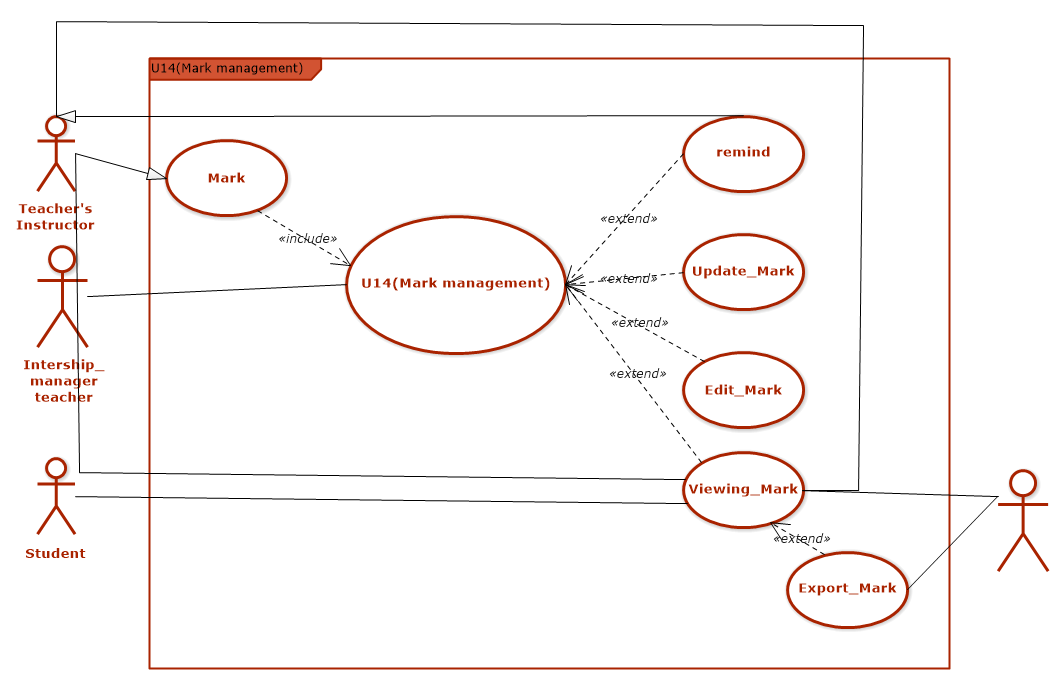 U14(Mark management)
remind
Mark
Teacher's
Instructor
«extend»
«include»
Update_Mark
«extend»
U14(Mark management)
«extend»
Intership_
manager
teacher
«extend»
Edit_Mark
Viewing_Mark
«extend»
Student
Export_Mark